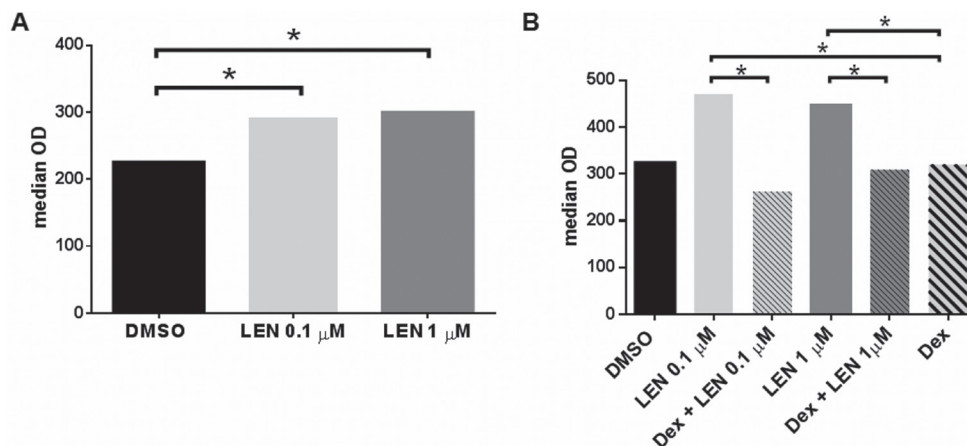 A
median OD
400
300
200
100
0
*
*
DMSO
LEN 0.1 μM
LEN 1 μM
B
median OD
500
400
300
200
100
0
*
*
*
*
DMSO
LEN 0.1 μM
Dex + LEN 0.1 μM
LEN 1 μM
Dex + LEN 1μM
Dex